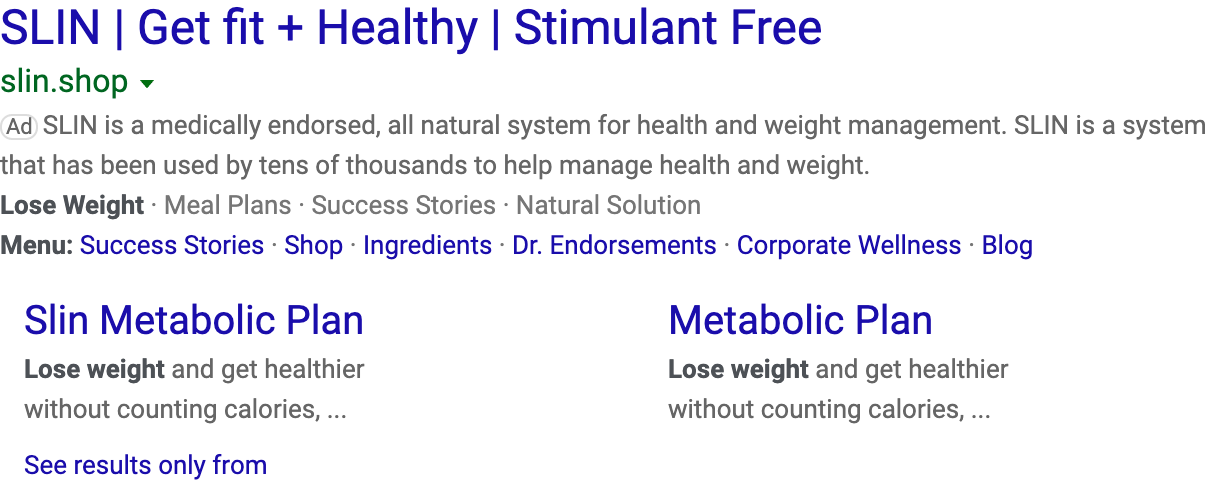 SLIN | Get fit + Healthy | Stimulant Free
slin.shop
Ad SLIN is a medically endorsed, all natural system for health and weight management. SLIN is a system
that has been used by tens of thousands to help manage health and weight.
Lose Weight · Meal Plans · Success Stories · Natural Solution
Menu: Success Stories · Shop · Ingredients · Dr. Endorsements · Corporate Wellness · Blog
Slin Metabolic Plan
Lose weight and get healthier
without counting calories, ...
Metabolic Plan
Lose weight and get healthier
without counting calories, ...
See results only from